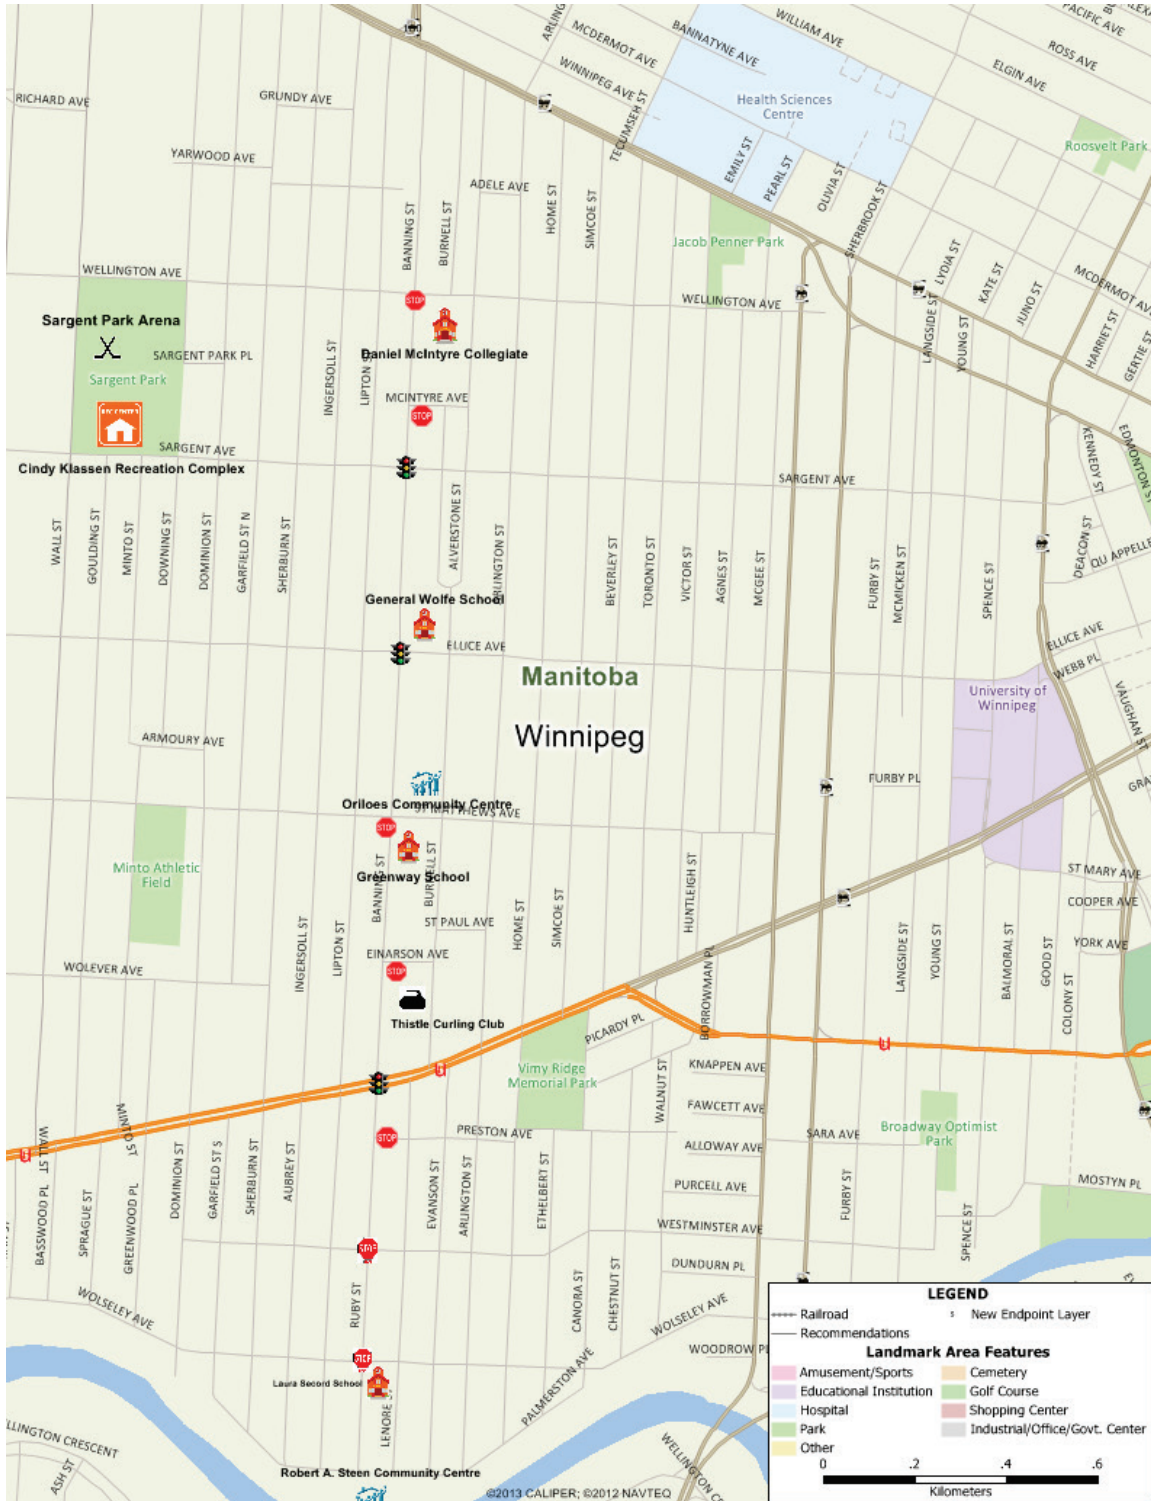 WILLIAM AVE
PACIFIC AVE
BANNATYNE AVE
MCDERMOT AVE
ROSS AVE
WINNIPEG AVE
ELGIN AVE
GRUNDY AVE
RICHARD AVE
Health Sciences
Centre
TECUMSEH ST
Roosvelt Park
YARWOOD AVE
EMILY ST
PEARL ST
OLIVIA ST
SHERBROOK ST
ADELE AVE
BANNING ST
BURNELL ST
HOME ST
SIMCOE ST
Jacob Penner Park
LYDIA ST
KATE ST
JUNO ST
MCDERMOT AVE
WELLINGTON AVE
STOP
WELLINGTON AVE
LANGSIDE ST
YOUNG ST
HARRIET ST
GERTIE ST
Sargent Park Arena
SARGENT PARK PL
Daniel McIntyre Collegiate
INGERSOLL ST
LIPTON ST
Sargent Park
MCINTYRE AVE
STOP
REC CENTER
SARGENT AVE
Cindy Klassen Recreation Complex
SARGENT AVE
KENNEDY ST
EDMONTON ST
WALL ST
GOULDING ST
MINTO ST
DOWNING ST
DOMINION ST
GARFIELD ST N
SHERBURN ST
ALVERSTONE ST
ARLINGTON ST
BEVERLEY ST
TORONTO ST
VICTOR ST
AGNES ST
MCGEE ST
FURBY ST
MCMICKEN ST
SPENCE ST
DEACON ST
QU APPELLE
General Wolfe School
ELLICE AVE
ELLICE AVE
WEBB PL
Manitoba
University of
Winnipeg
VAUGHAN ST
Winnipeg
ARMOURY AVE
FURBY PL
Oriloes Community Centre
ST MATTHEWS AVE
STOP
Minto Athletic
Field
BANNING ST
BURNELL ST
Greenway School
HUNTLEIGH ST
ST MARY AVE
COOPER AVE
ST PAUL AVE
HOME ST
SIMCOE ST
INGERSOLL ST
LIPTON ST
EINARSON AVE
YORK AVE
LANGSIDE ST
YOUNG ST
BALMORAL ST
GOOD ST
COLONY ST
WOLEVER AVE
STOP
BORROWMAN PL
Thistle Curling Club
PICARDY PL
Vimy Ridge
Memorial Park
KNAPPEN AVE
WALNUT ST
FAWCETT AVE
MINTO ST
WALL ST
STOP
PRESTON AVE
SARA AVE
Broadway Optimist
Park
ALLOWAY AVE
BASSWOOD PL
SPRAGUE ST
GREENWOOD PL
DOMINION ST
GARFIELD ST S
SHERBURN ST
AUBREY ST
EVANSON ST
ARLINGTON ST
ETHELBERT ST
PURCELL AVE
FURBY ST
MOSTYN PL
SPENCE ST
WESTMINSTER AVE
STOP
DUNDURN PL
RUBY ST
CANORA ST
CHESTNUT ST
WOLSELEY AVE
WOLSELEY AVE
WOODROW PL
STOP
Laura Secord School
LENORE ST
PALMERSTON AVE
WELLINGTON CRESCENT
ASH ST
Robert A. Steen Community Centre
©2013 CALIPER; ©2012 NAVTEQ
LEGEND
Railroad
s New Endpoint Layer
Recommendations
Landmark Area Features
Amusement/Sports
Cemetery
Educational Institution
Golf Course
Hospital
Shopping Center
Park
Industrial/Office/Govt. Center
Other
0 .2 .4 .6
Kilometers